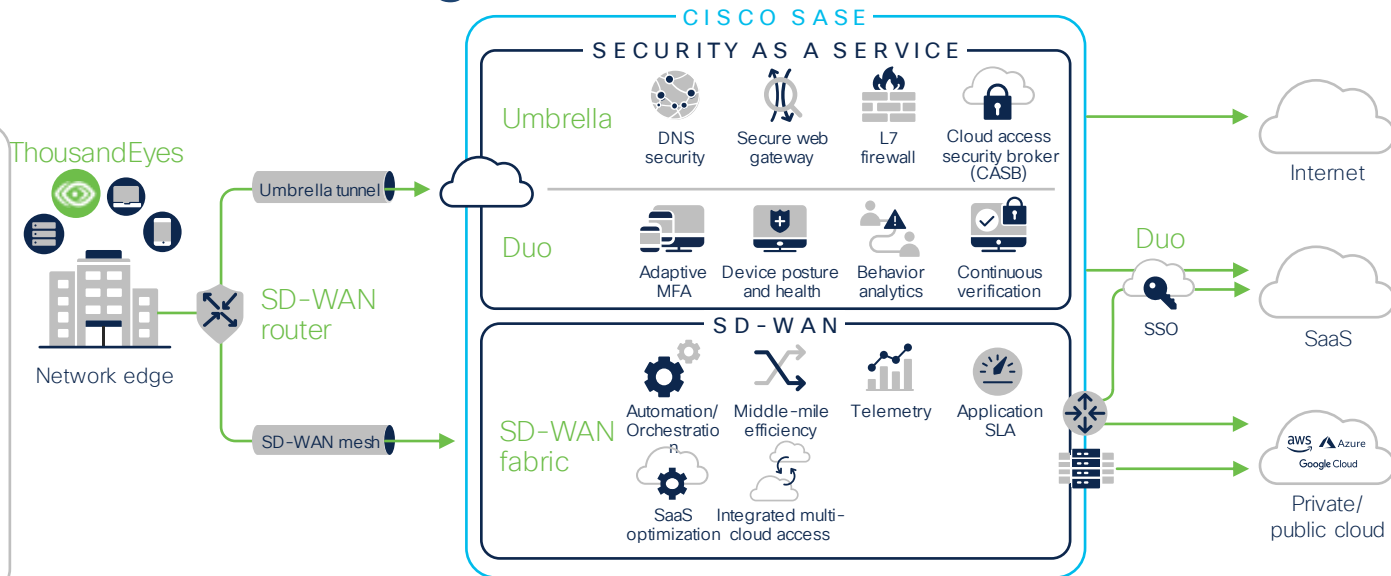 CISCO SASE
SECURITY AS A SERVICE
Umbrella
DNS
security
Secure web
gateway
L7
firewall
Cloud access
security broker
(CASB)
Duo
Adaptive
MFA
Device posture
and health
Behavior
analytics
Continuous
verification
SD-WAN
SD-WAN
fabric
Automation/
Orchestratio
n
Middle-mile
efficiency
Telemetry
Application
SLA
SaaS
optimization
Integrated multi-
cloud access
ThousandEyes
Network edge
SD-WAN
router
Umbrella tunnel
SD-WAN mesh
Internet
Duo
SSO
SaaS
aws
Azure
Google Cloud
Private/
public cloud